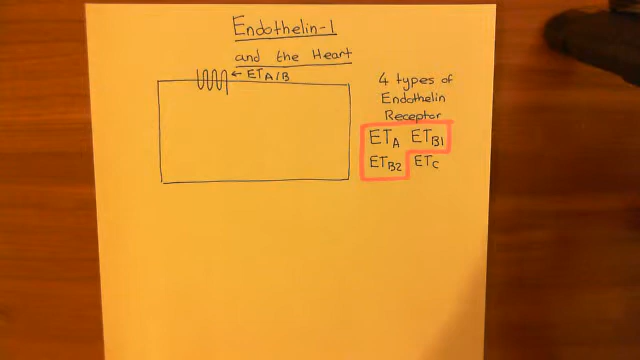 Endothelin-1
and the Heart
← ETA/B
4 types of
Endothelin
Receptor
ETA ETB1
ETB2 ETC